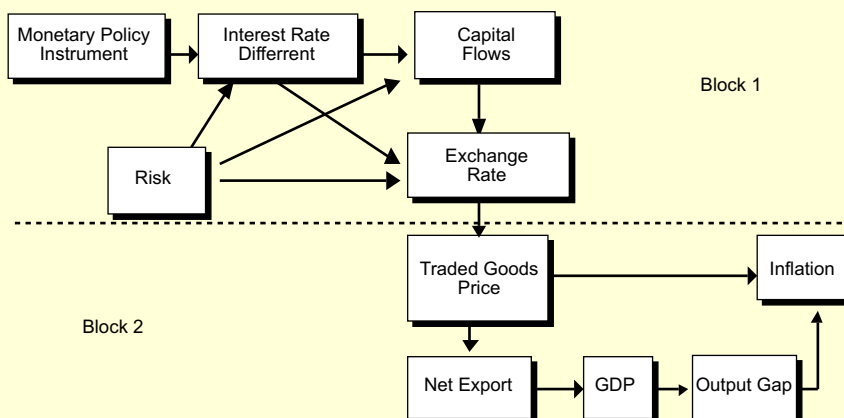 Monetary Policy
Instrument
Interest Rate
Differrent
Capital
Flows
Block 1
Risk
Exchange
Rate
Traded Goods
Price
Inflation
Block 2
Net Export
GDP
Output Gap